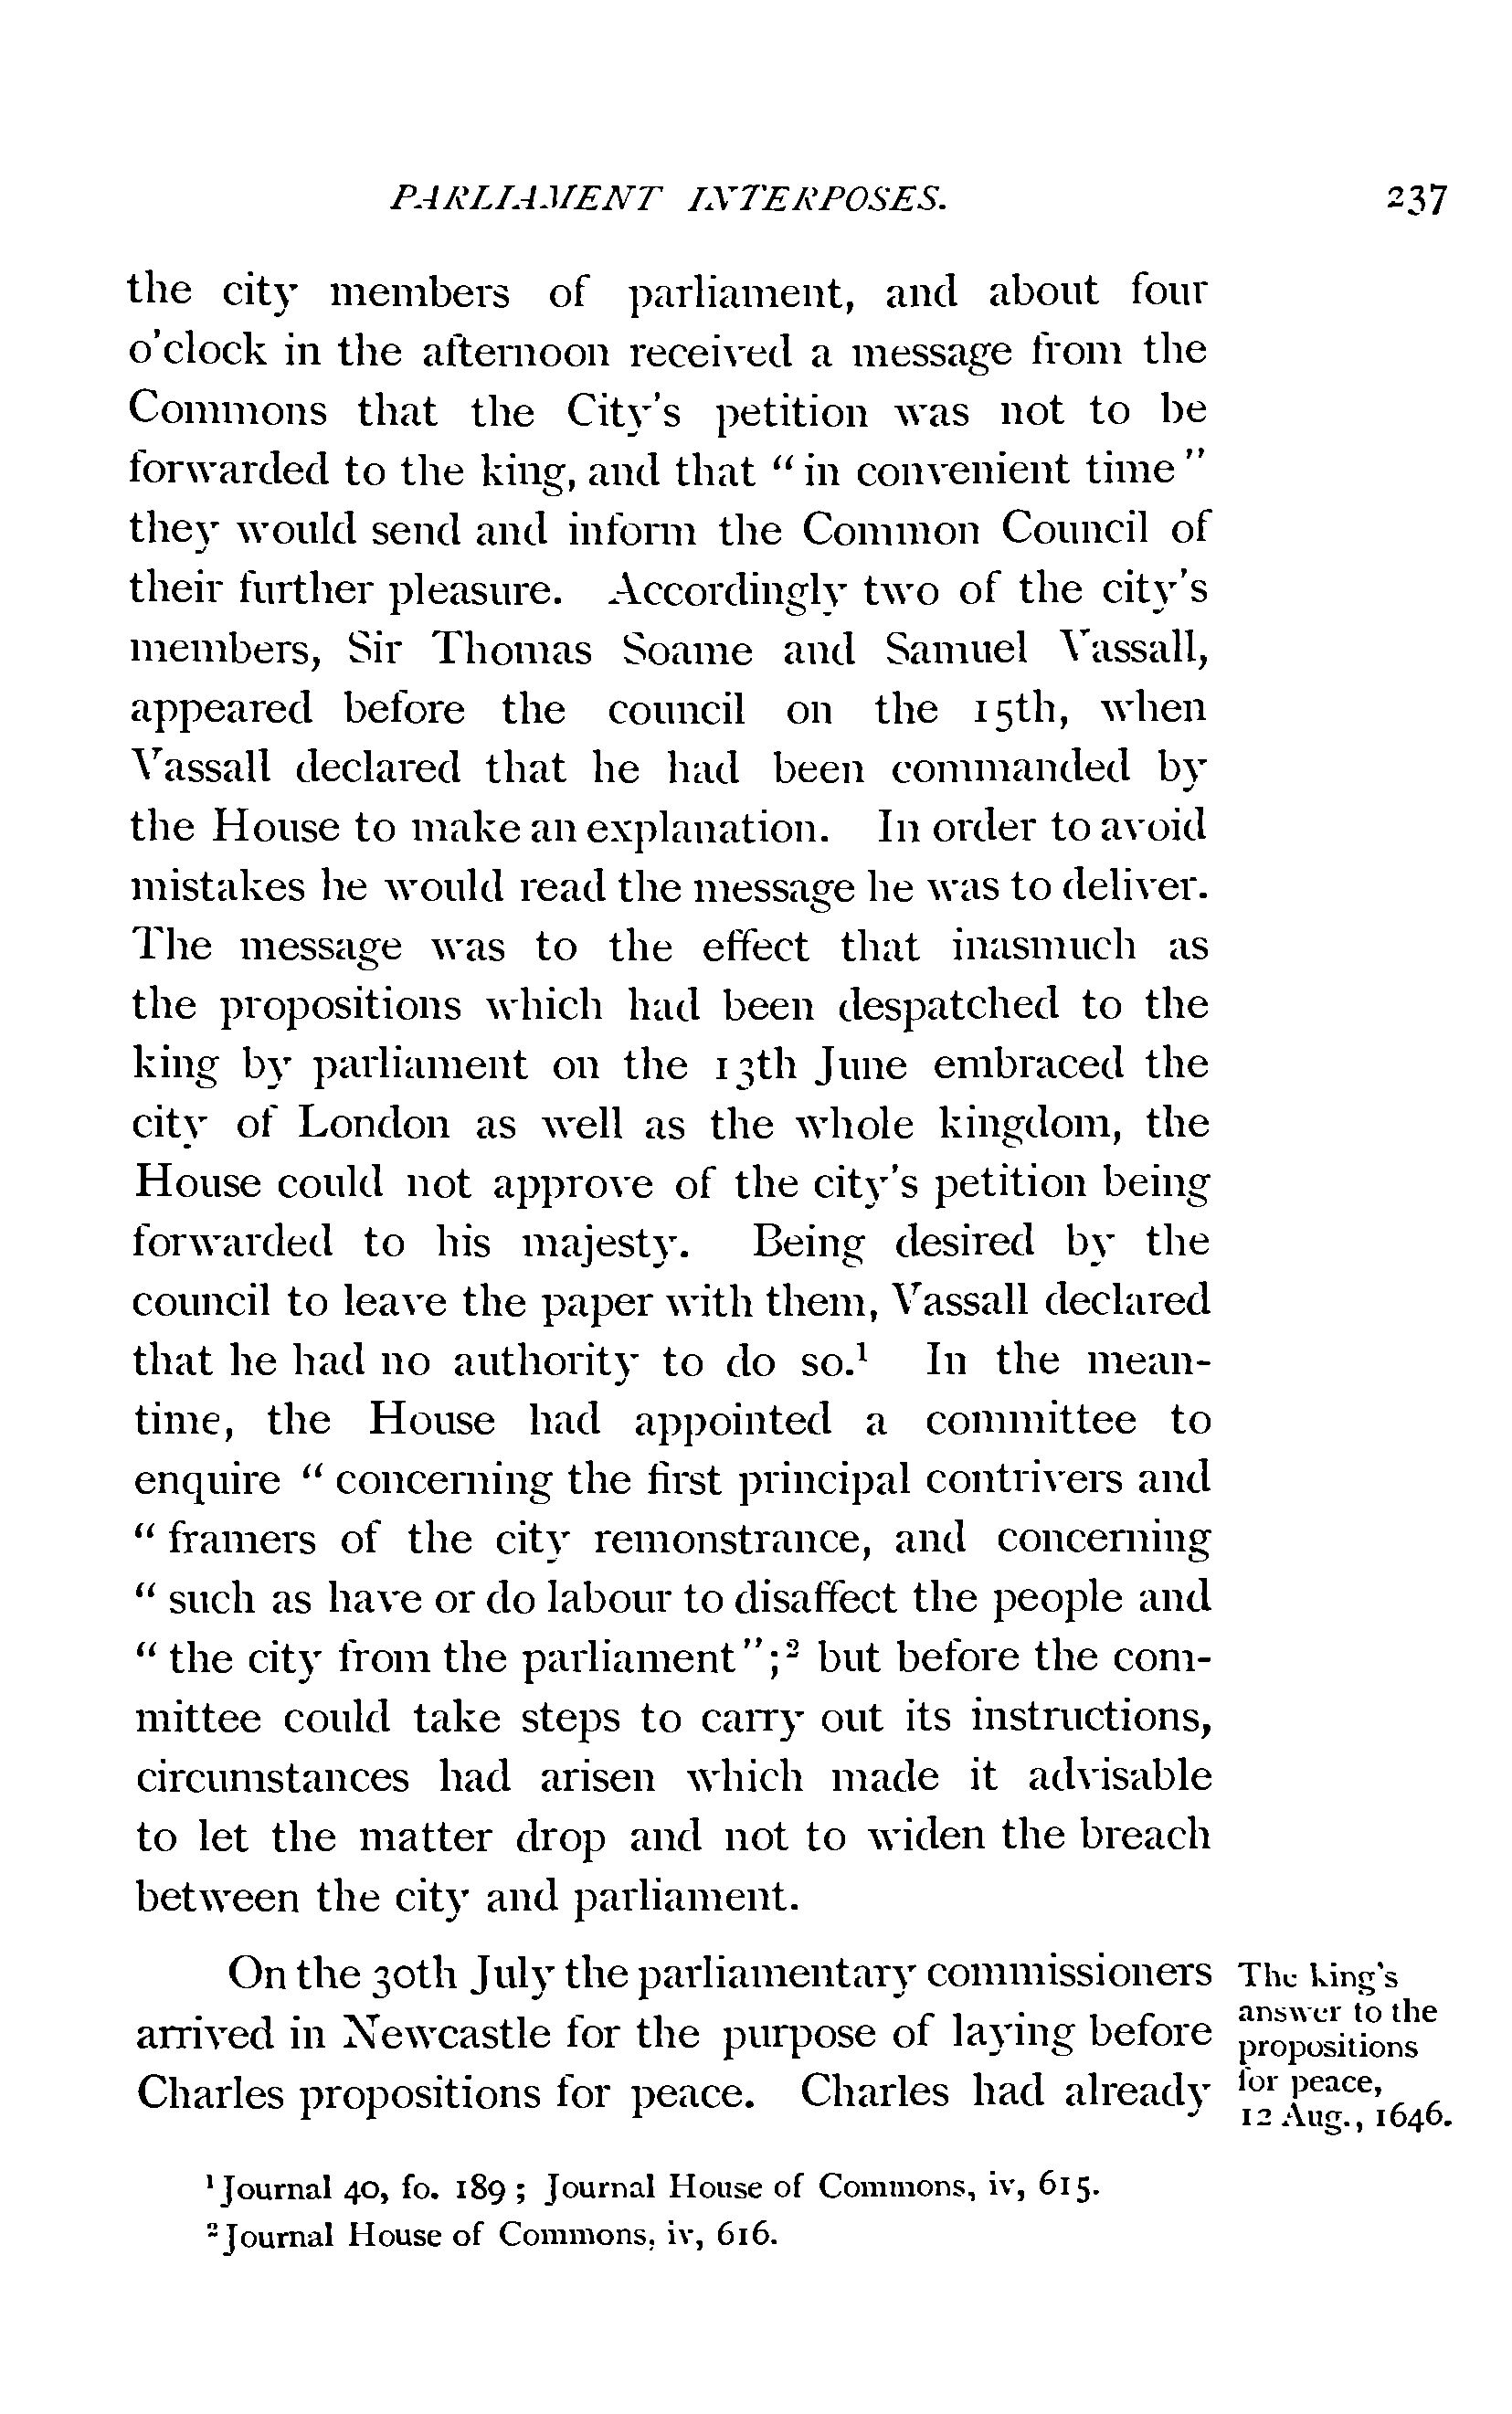 PARLIAMENT INTERPOSES. 237
the city members of parliament, and about four
o'clock in the afternoon received a message from the
Commons that the City's petition was not to be
forwarded to the king, and that “in convenient time”
they would send and inform the Common Council of
their further pleasure. Accordingly two of the city's
members, Sir Thomas Soame and Samuel Vassall,
appeared before the council on the 15th, when
Vassall declared that he had been commanded by
the House to make an explanation. In order to avoid
mistakes he would read the message he was to deliver.
The message was to the effect that inasmuch as
the propositions which had been despatched to the
king by parliament on the 13th June embraced the
city of London as well as the whole kingdom, the
House could not approve of the city's petition being
forwarded to his majesty. Being desired by the
council to leave the paper with them, Vassall declared
that he had no authority to do so.¹ In the mean-
time, the House had appointed a committee to
enquire “concerning the first principal contrivers and
“framers of the city remonstrance, and concerning
“such as have or do labour to disaffect the people and
“the city from the parliament”;² but before the com-
mittee could take steps to carry out its instructions,
circumstances had arisen which made it advisable
to let the matter drop and not to widen the breach
between the city and parliament.
On the 30th July the parliamentary commissioners
arrived in Newcastle for the purpose of laying before
Charles propositions for peace. Charles had already
The king's
answer to the
propositions
for peace,
12 Aug., 1646.
¹Journal 40, fo. 189; Journal House of Commons, iv, 615.
²Journal House of Commons, iv, 616.